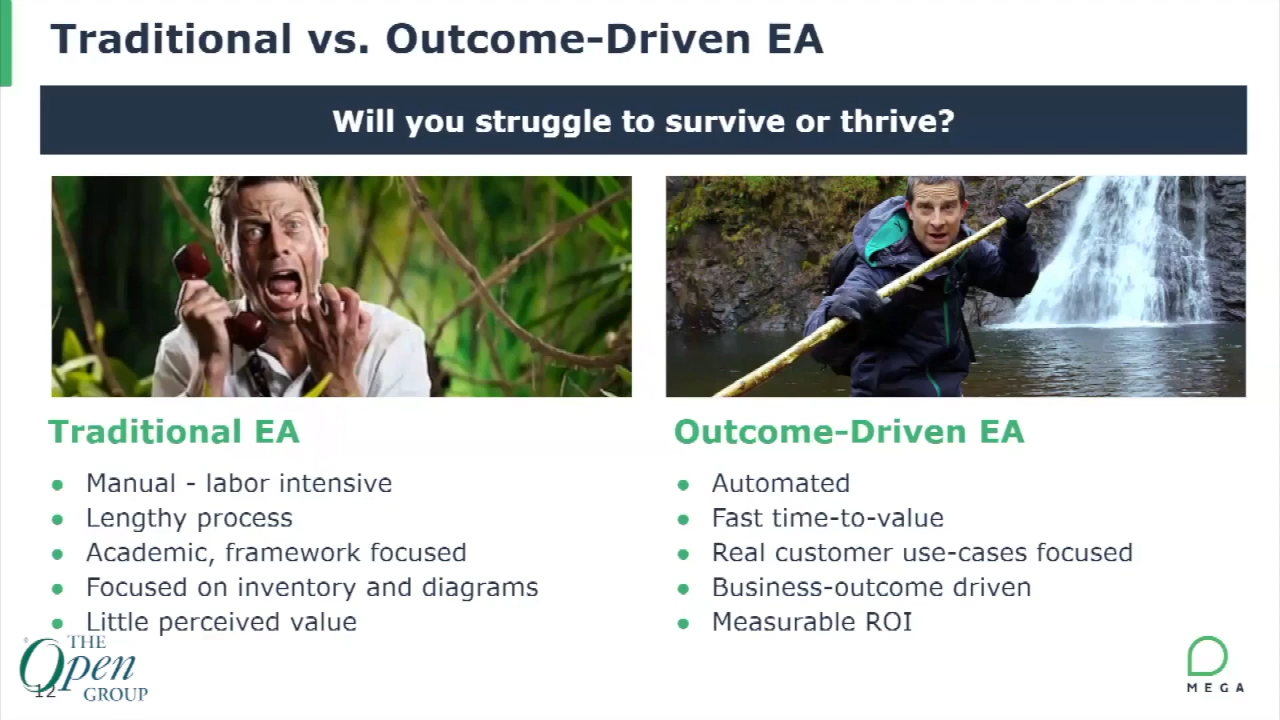 Traditional vs. Outcome-Driven EA
Will you struggle to survive or thrive?
Traditional EA
● Manual - labor intensive
● Lengthy process
● Academic, framework focused
● Focused on inventory and diagrams
● Little perceived value
Outcome-Driven EA
● Automated
● Fast time-to-value
● Real customer use-cases focused
● Business-outcome driven
● Measurable ROI
©
THE
Open
GROUP
12
MEGA